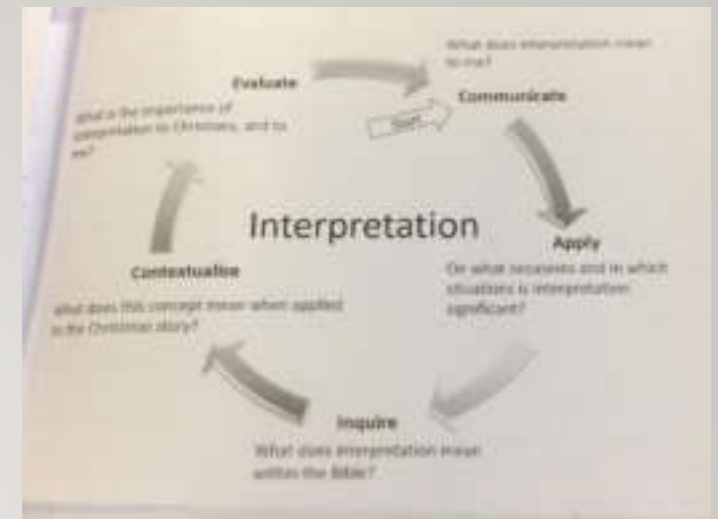 What does interpretation mean
to me?
Communicate
Start
Evaluate
What is the importance of
interpretation to Christians, and to
me?
Interpretation
Apply
On what occasions and in which
situations is interpretation
significant?
Contextualise
What does this concept mean when applied
to the Christmas story?
Inquire
What does interpretation mean
within the Bible?